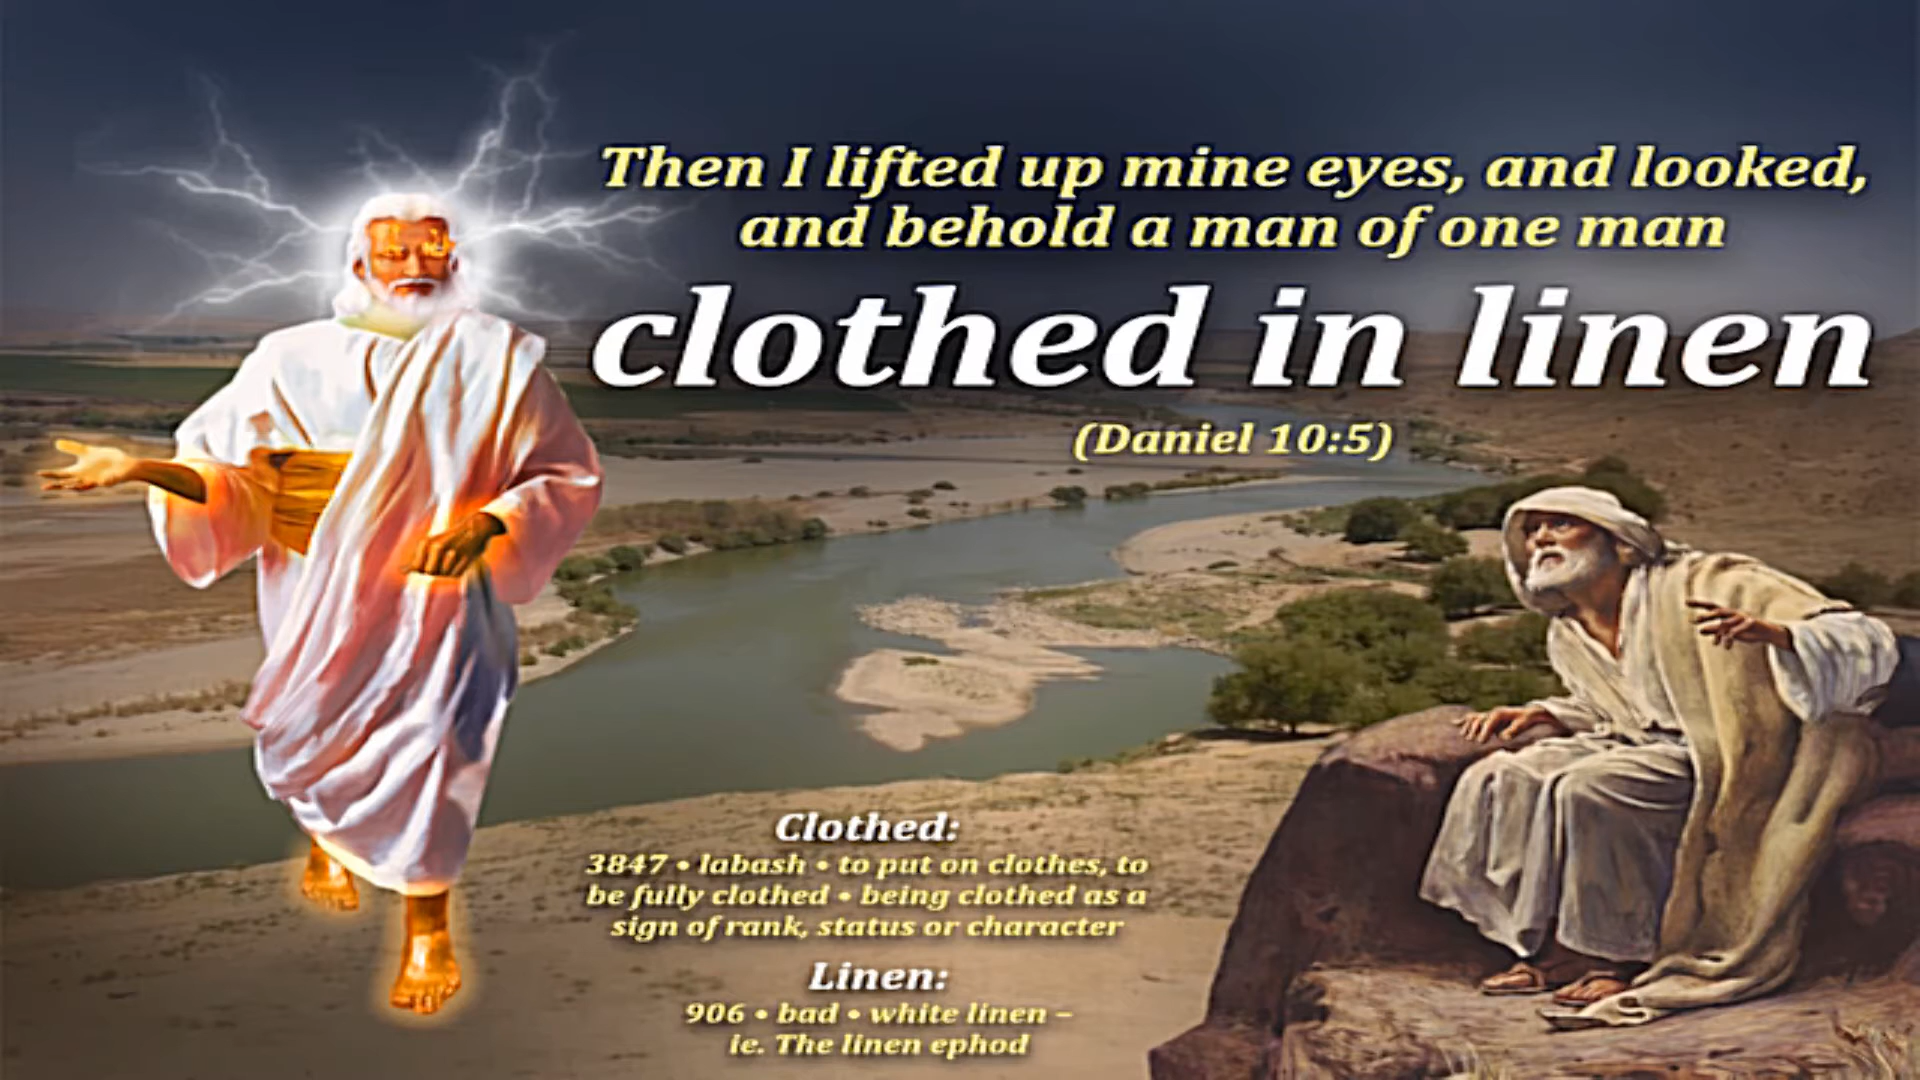 Then I lifted up mine eyes, and looked,
and behold a man of one man
clothed in linen
(Daniel 10:5)
Clothed:
3847 • labash • to put on clothes, to
be fully clothed • being clothed as a
sign of rank, status or character
Linen:
906 • bad • white linen –
ie. The linen ephod